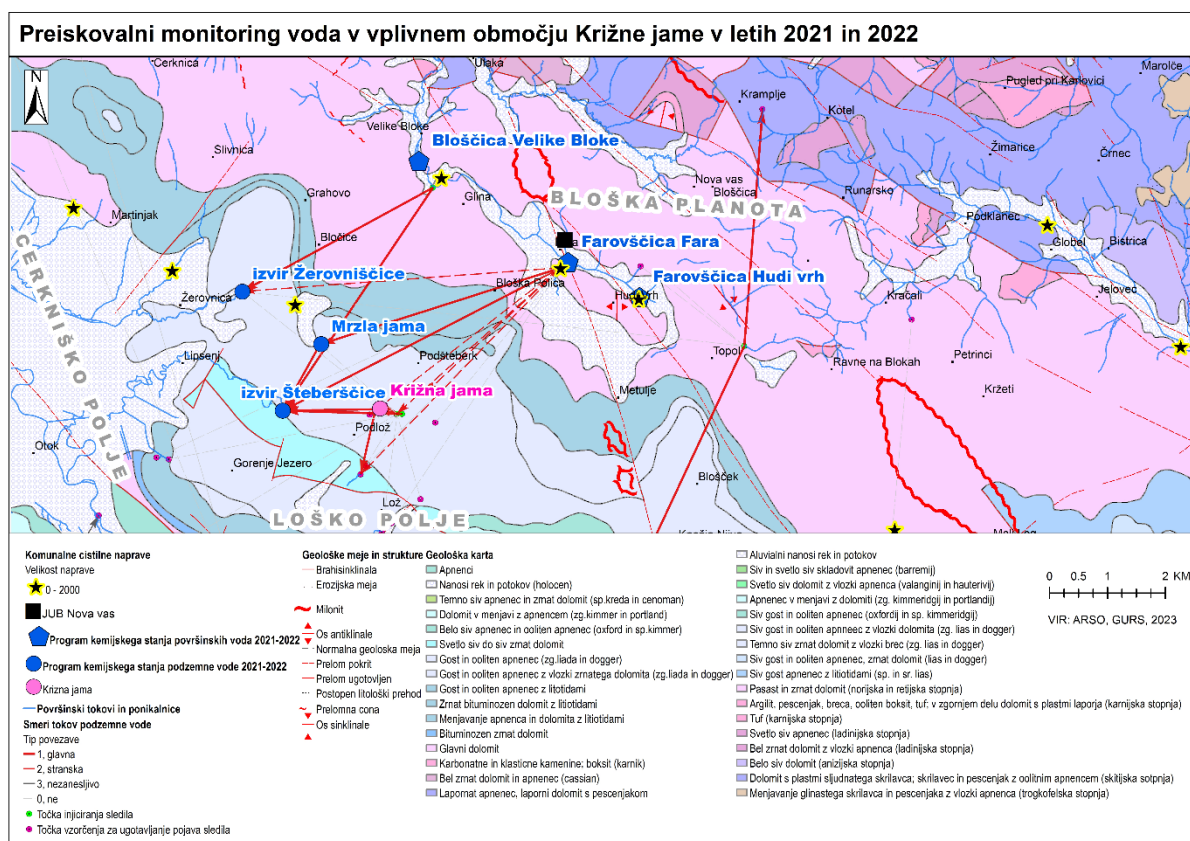 Preiskovalni monitoring voda v vplivnem območju Križne jame v letih 2021 in 2022
N
Cerknica
Ulaka
Marolče
Pugled pri Karlovici
Kramplje
Kotel
Velike Bloke
Bloščica Velike Bloke
Slivnica
Žimarice
Črnec
Grahovo
Glina
Nova vas
Bloščica
Runarsko
BLOŠKA PLANOTA
Martinjak
Podklanec
Bločice
Farovščica Fara
Globel
Bistrica
izvir Žerovniščice
Farovščica Hudi vrh
Bloška Polica
Hudi vrh
Jelovec
Žerovnica
Kračali
CERKNIŠKO POLJE
Mrzla jama
Lipsenj
Podšteberk
Topol
Ravne na Blokah
Petrinci
izvir Šteberščice
Križna jama
Metulje
Kržeti
Podlož
Otok
Gorenje Jezero
Blošček
Lož
LOŠKO POLJE
Komunalne cistilne naprave
Velikost naprave
0 - 2000
JUB Nova vas
Program kemijskega stanja površinskih voda 2021-2022
Program kemijskega stanja podzemne vode 2021-2022
Krizna jama
Površinski tokovi in ponikalnice
Smeri tokov podzemne vode
Tip povezave
1, glavna
2, stranska
3, nezanesljivo
0, ne
Točka injiciranja sledila
Točka vzorčenja za ugotavljanje pojava sledila
Geološke meje in strukture
Brahisinklinala
Erozijska meja
Milonit
Os antiklinale
Normalna geoloska meja
Prelom pokrit
Prelom ugotovljen
Postopen litološki prehod
Prelomna cona
Os sinklinale
Geološka karta
Apnenci
Nanosi rek in potokov (holocen)
Temno siv apnenec in zrnat dolomit (sp.kreda in cenoman)
Dolomit v menjavi z apnencem (zg.kimmer in portland)
Belo siv apnenec in ooliten apnenec (oxford in sp.kimmer)
Svetlo siv do siv zrnat dolomit
Gost in ooliten apnenec (zg.liada in dogger)
Gost in ooliten apnenec z vlozki zrnatega dolomita (zg.liada in dogger)
Gost in ooliten apnenec z litotidami
Zrnat bituminozen dolomit z litiotidami
Menjavanje apnenca in dolomita z litiotidami
Bituminozen zrnat dolomit
Glavni dolomit
Karbonatne in klasticne kamenine: boksit (karnik)
Bel zrnat dolomit in apnenec (cassian)
Lapornat apnenec, laporni dolomit s pescenjakom
Aluvialni nanosi rek in potokov
Siv in svetlo siv skladovit apnenec (barremij)
Svetlo siv dolomit z vlozki apnenca (valanginij in hauterivij)
Apnenec v menjavi z dolomiti (zg. kimmeridgij in portlandij)
Siv gost in ooliten apnenec (oxfordij in sp. kimmeridgij)
Siv gost in ooliten apneeec z vlozki dolomita (zg. lias in dogger)
Temno siv zrnat dolomit z vlozki brec (zg. lias in dogger)
Siv gost in ooliten apnenec, zrnat dolomit (lias in dogger)
Siv gost apnenec z litiotidami (sp. in sr. lias)
Pasast in zrnat dolomit (norijska in retijska stopnja)
Argilit. pescenjak, breca, ooliten boksit, tuf; v zgornjem delu dolomit s plastmi laporja (karnijska stopnja)
Tuf (karnijska stopnja)
Svetlo siv apnenec (ladinijska stopnja)
Bel zrnat dolomit z vlozki apnenca (ladinijska stopnja)
Belo siv dolomit (anizijska stopnja)
Dolomit s plastmi sljudnatega skrilavca; skrilavec in pescenjak z oolitnim apnencem (skitijska sotpnja)
Menjavanje glinastega skrilavca in pescenjaka z vlozki apnenca (trogkofelska stopnja)
0 0.5 1 2 KM
VIR: ARSO, GURS, 2023